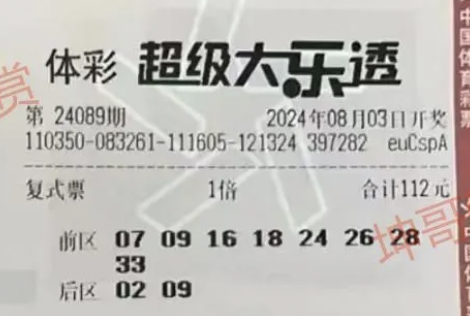 体彩 超级大乐透
第 24089期 2024年08月03日开奖
110350-083261-111605-121324 397282 euCspA
复式票 1倍 合计112元
前区 07 09 16 18 24 26 28
33
后区 02 09
赏
坤哥
中国体育彩票